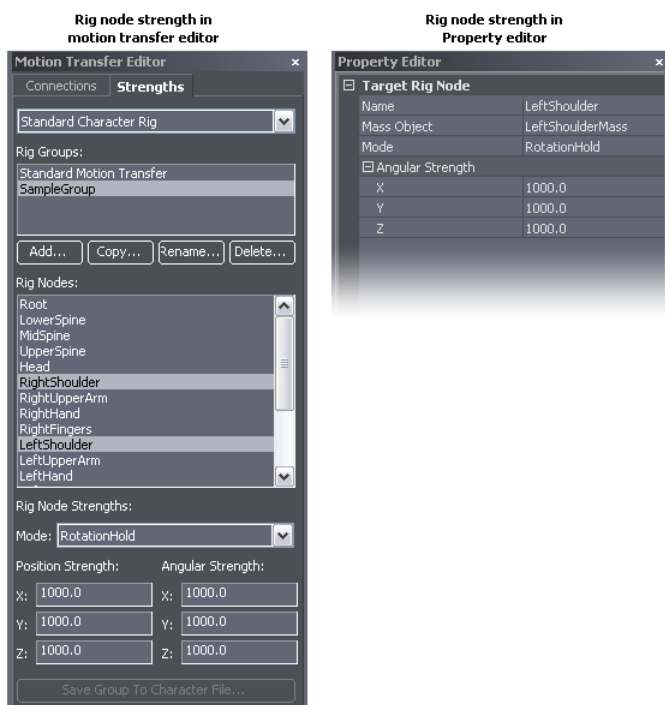 Rig node strength in
motion transfer editor
Motion Transfer Editor
Connections Strengths
Standard Character Rig
Rig Groups:
Standard Motion Transfer
SampleGroup
Add... Copy... Rename... Delete...
Rig Nodes:
Root
LowerSpine
MidSpine
UpperSpine
Head
RightShoulder
RightUpperArm
RightHand
RightFingers
LeftShoulder
LeftUpperArm
LeftHand
Rig Node Strengths:
Mode: RotationHold
Position Strength: Angular Strength:
X: 1000.0 X: 1000.0
Y: 1000.0 Y: 1000.0
Z: 1000.0 Z: 1000.0
Save Group To Character File...
Rig node strength in
Property editor
Property Editor
Target Rig Node
Name LeftShoulder
Mass Object LeftShoulderMass
Mode RotationHold
Angular Strength
X 1000.0
Y 1000.0
Z 1000.0